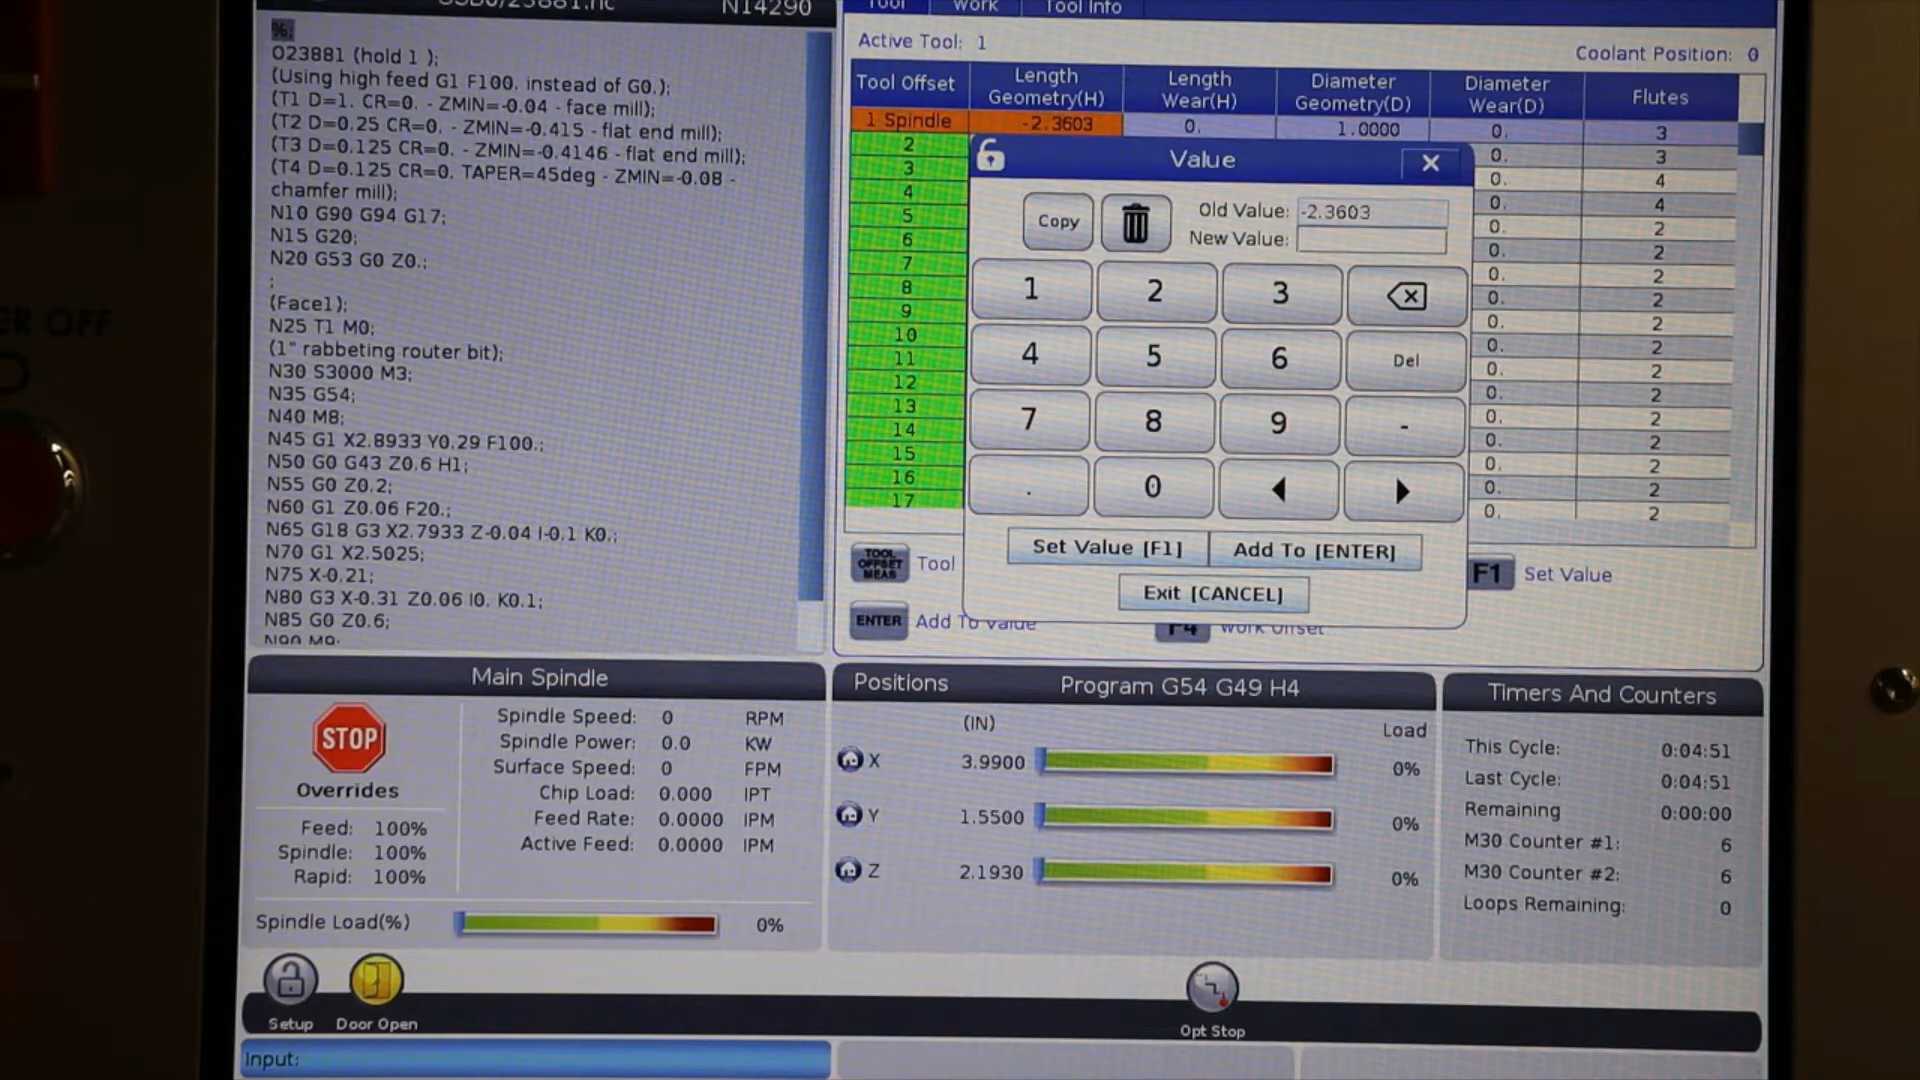 N14290
%;
O23881 (hold 1 );
(Using high feed G1 F100. instead of G0.);
(T1 D=1. CR=0. - ZMIN=-0.04 - face mill);
(T2 D=0.25 CR=0. - ZMIN=-0.415 - flat end mill);
(T3 D=0.125 CR=0. - ZMIN=-0.4146 - flat end mill);
(T4 D=0.125 CR=0. TAPER=45deg - ZMIN=-0.08 -
chamfer mill);
N10 G90 G94 G17;
N15 G20;
N20 G53 G0 Z0.;
;
(Face1);
N25 T1 M0;
(1" rabbeting router bit);
N30 S3000 M3;
N35 G54;
N40 M8;
N45 G1 X2.8933 Y0.29 F100.;
N50 G0 G43 Z0.6 H1;
N55 G0 Z0.2;
N60 G1 Z0.06 F20.;
N65 G18 G3 X2.7933 Z-0.04 I-0.1 K0.;
N70 G1 X2.5025;
N75 X-0.21;
N80 G3 X-0.31 Z0.06 I0. K0.1;
N85 G0 Z0.6;
N90 M9;
Tool Work Tool Info
Active Tool: 1
Coolant Position: 0
Tool Offset Length Geometry(H) Length Wear(H) Diameter Geometry(D) Diameter Wear(D) Flutes
1 Spindle -2.3603 0. 1.0000 0. 3
2 0. 3
3 0. 4
4 0. 4
5 0. 2
6 0. 2
7 0. 2
8 0. 2
9 0. 2
10 0. 2
11 0. 2
12 0. 2
13 0. 2
14 0. 2
15 0. 2
16 0. 2
17 0. 2
Value
Copy
Old Value: -2.3603
New Value:
1 2 3
4 5 6 Del
7 8 9 -
. 0
Set Value [F1] Add To [ENTER]
Exit [CANCEL]
TOOL OFFSET MEAS Tool
F1 Set Value
ENTER Add To Value
F4 Work Offset
Main Spindle
STOP
Overrides
Feed: 100%
Spindle: 100%
Rapid: 100%
Spindle Speed: 0 RPM
Spindle Power: 0.0 KW
Surface Speed: 0 FPM
Chip Load: 0.000 IPT
Feed Rate: 0.0000 IPM
Active Feed: 0.0000 IPM
Spindle Load(%) 0%
Positions Program G54 G49 H4
(IN) Load
X 3.9900 0%
Y 1.5500 0%
Z 2.1930 0%
Timers And Counters
This Cycle: 0:04:51
Last Cycle: 0:04:51
Remaining 0:00:00
M30 Counter #1: 6
M30 Counter #2: 6
Loops Remaining: 0
Setup Door Open Opt Stop
Input:
OFF